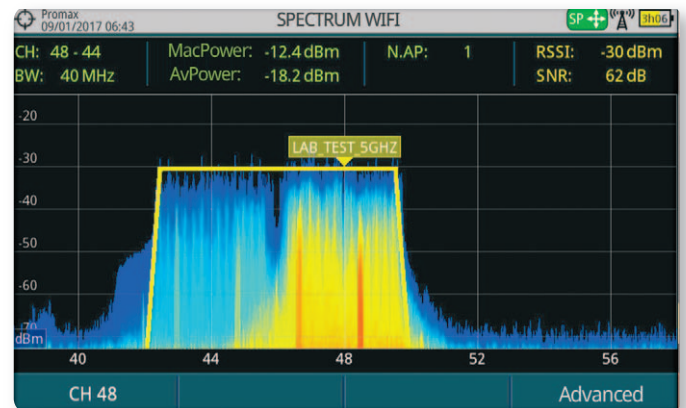 Promax
09/01/2017 06:43
SPECTRUM WIFI
SP
3h06
CH: 48 - 44
MacPower: -12.4 dBm
N.AP: 1
RSSI: -30 dBm
BW: 40 MHz
AvPower: -18.2 dBm
SNR: 62 dB
-20
LAB_TEST_5GHZ
-30
-40
-50
-60
-70
dBm
40 44 48 52 56
CH 48
Advanced